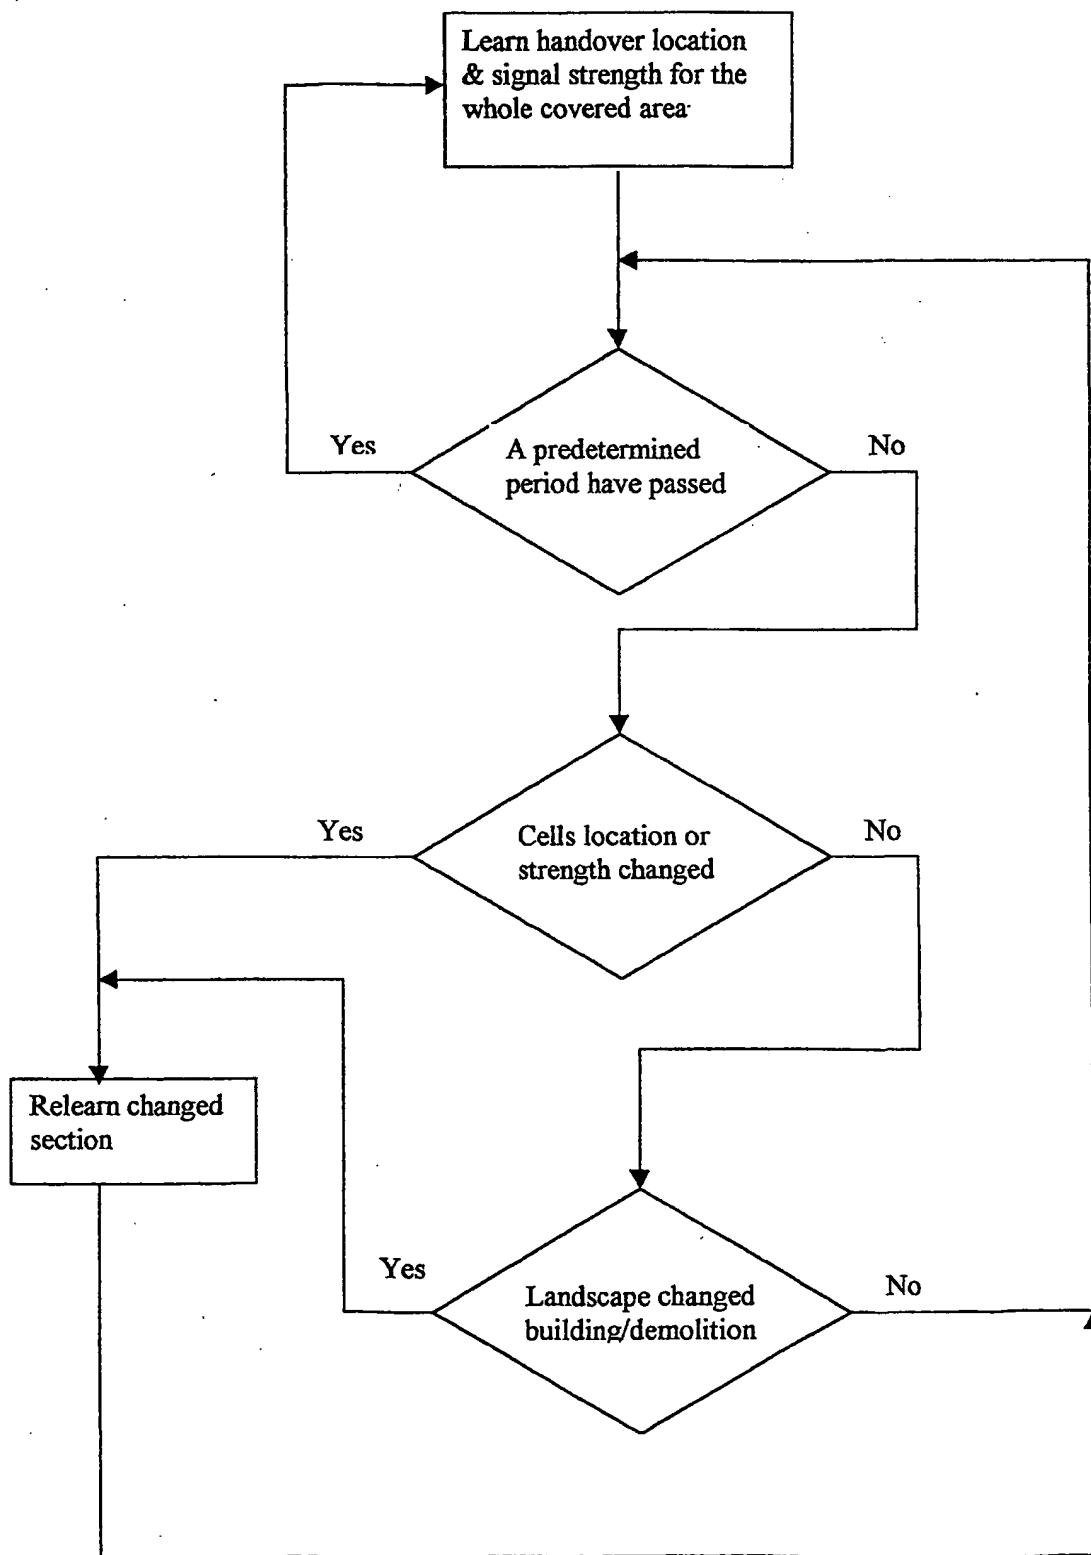 Learn handover location
& signal strength for the
whole covered area
Yes
No
A predetermined
period have passed
Yes
No
Cells location or
strength changed
Relearn changed
section
Yes
No
Landscape changed
building/demolition